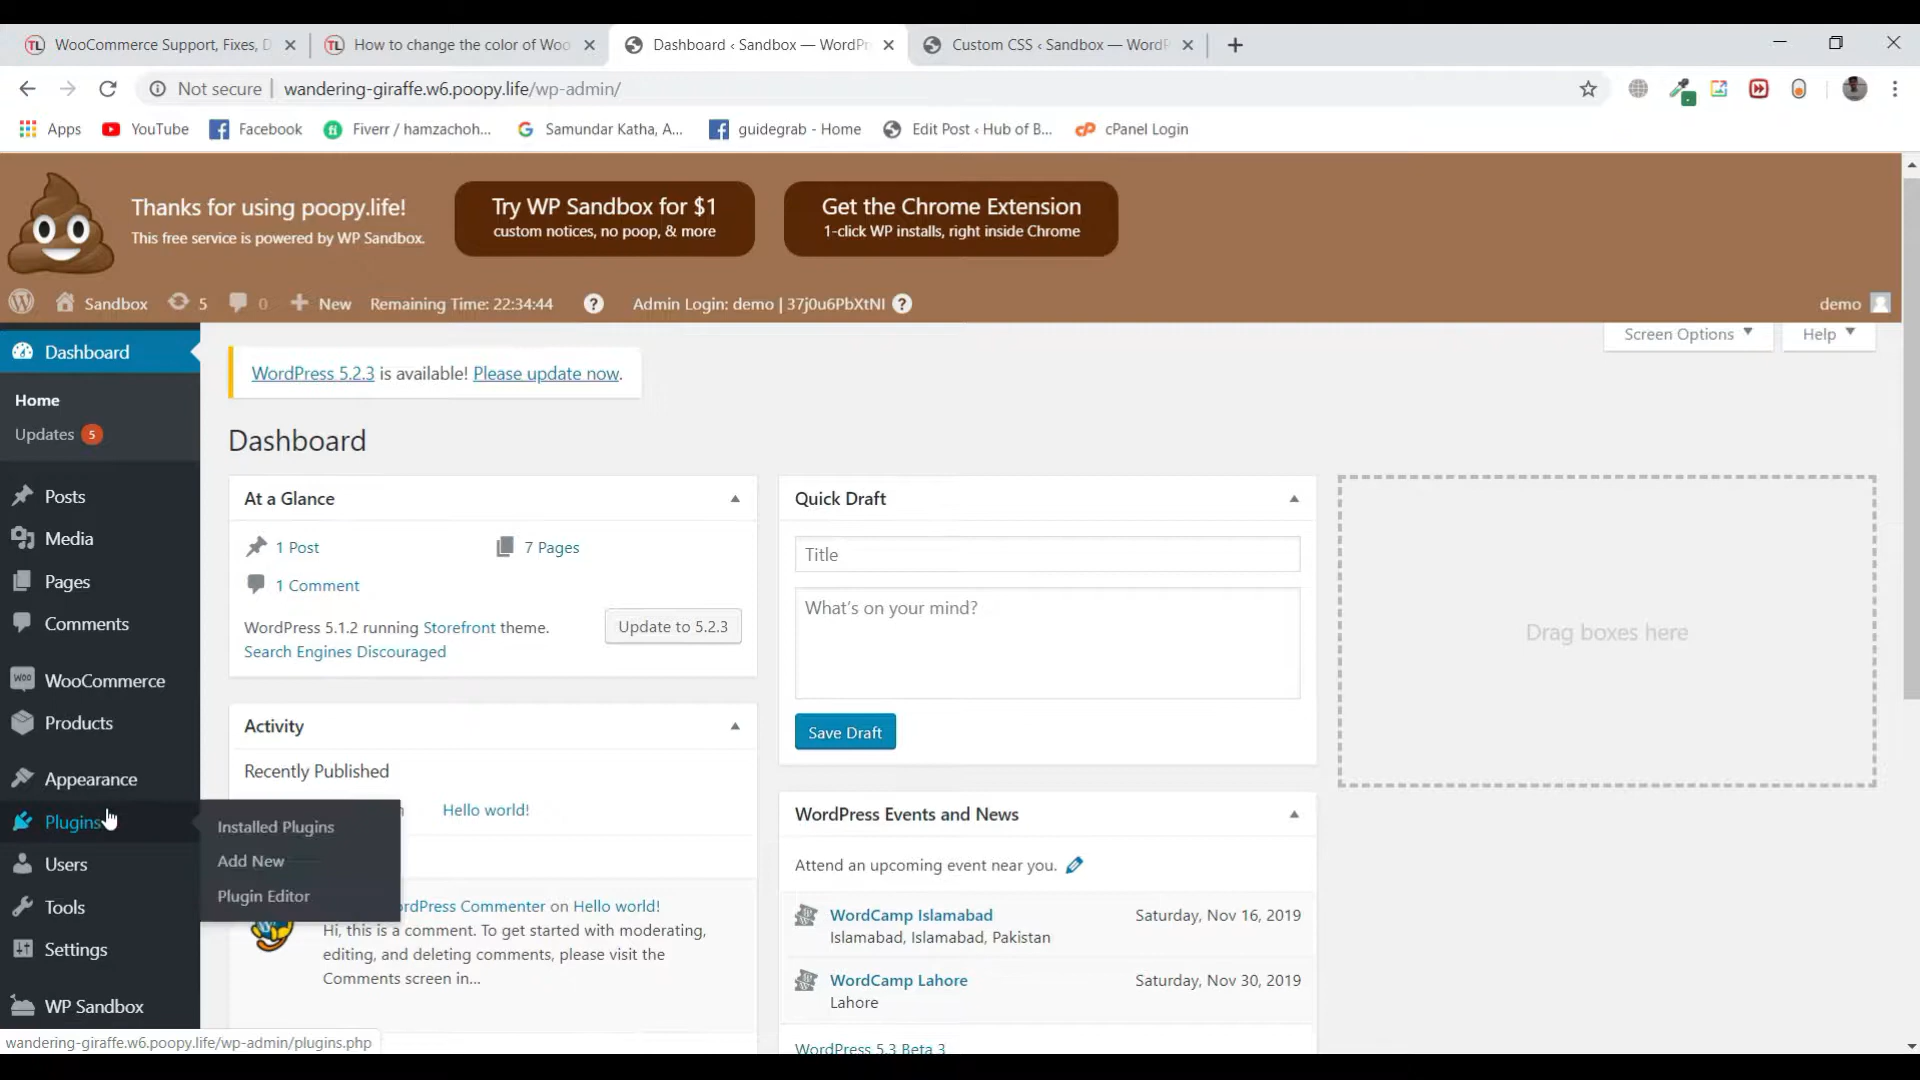 WooCommerce Support, Fixes, D
How to change the color of Woo
Dashboard ‹ Sandbox — WordPr
Custom CSS ‹ Sandbox — WordP
Not secure
wandering-giraffe.w6.poopy.life/wp-admin/
Apps
YouTube
Facebook
Fiverr / hamzachoh...
Samundar Katha, A...
guidegrab - Home
Edit Post ‹ Hub of B...
cPanel Login
Thanks for using poopy.life!
This free service is powered by WP Sandbox.
Try WP Sandbox for $1
custom notices, no poop, & more
Get the Chrome Extension
1-click WP installs, right inside Chrome
Sandbox
5
0
New
Remaining Time: 22:34:44
Admin Login: demo | 37j0u6PbXtNI
demo
Screen Options
Help
Dashboard
Home
Updates 5
Posts
Media
Pages
Comments
WooCommerce
Products
Appearance
Plugins
Users
Tools
Settings
WP Sandbox
Installed Plugins
Add New
Plugin Editor
WordPress 5.2.3 is available! Please update now.
Dashboard
At a Glance
1 Post
7 Pages
1 Comment
WordPress 5.1.2 running Storefront theme.
Update to 5.2.3
Search Engines Discouraged
Activity
Recently Published
Hello world!
rdPress Commenter on Hello world!
Hi, this is a comment. To get started with moderating,
editing, and deleting comments, please visit the
Comments screen in...
Quick Draft
Title
What's on your mind?
Save Draft
WordPress Events and News
Attend an upcoming event near you.
WordCamp Islamabad
Saturday, Nov 16, 2019
Islamabad, Islamabad, Pakistan
WordCamp Lahore
Saturday, Nov 30, 2019
Lahore
WordPress 5.3 Beta 3
Drag boxes here
wandering-giraffe.w6.poopy.life/wp-admin/plugins.php